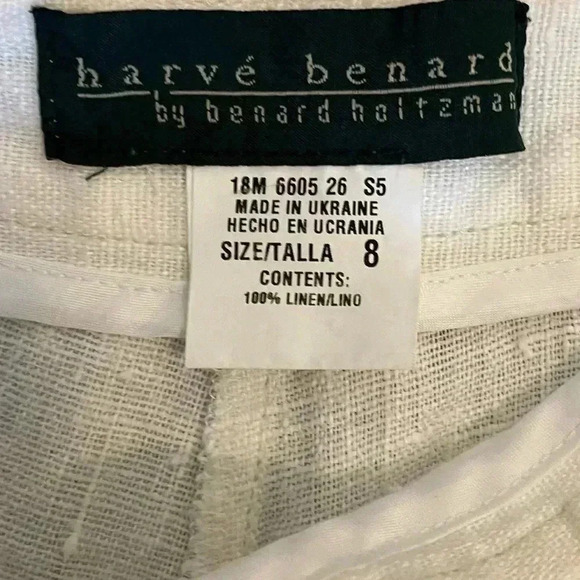 harvé benard
by benard holtzman
18M 6605 26 S5
MADE IN UKRAINE
HECHO EN UCRANIA
SIZE/TALLA 8
CONTENTS:
100% LINEN/LINO